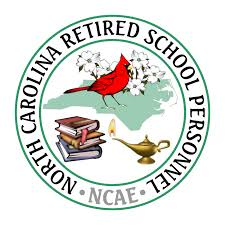 NORTH CAROLINA RETIRED SCHOOL PERSONNEL
· NCAE ·